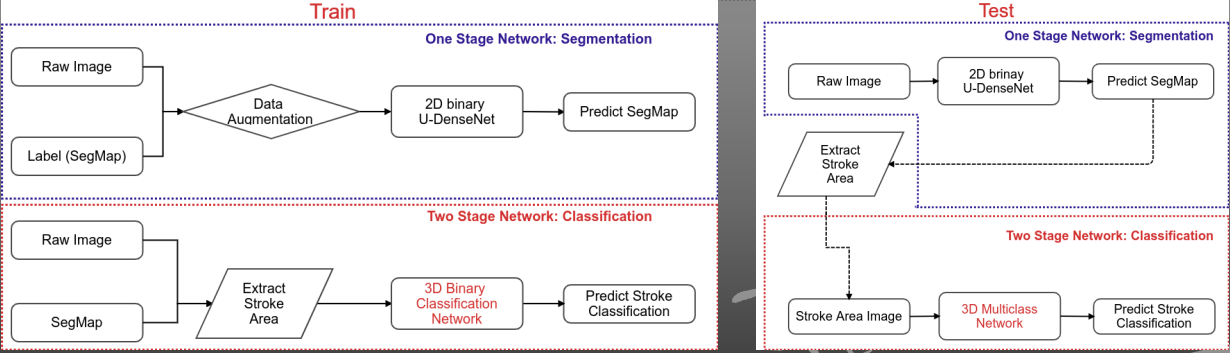 Train
One Stage Network: Segmentation
Raw Image
Label (SegMap)
Data
Augmentation
2D binary
U-DenseNet
Predict SegMap
Two Stage Network: Classification
Raw Image
SegMap
Extract
Stroke
Area
3D Binary
Classification
Network
Predict Stroke
Classification
Test
One Stage Network: Segmentation
Raw Image
2D brinay
U-DenseNet
Predict SegMap
Extract
Stroke
Area
Two Stage Network: Classification
Stroke Area Image
3D Multiclass
Network
Predict Stroke
Classification